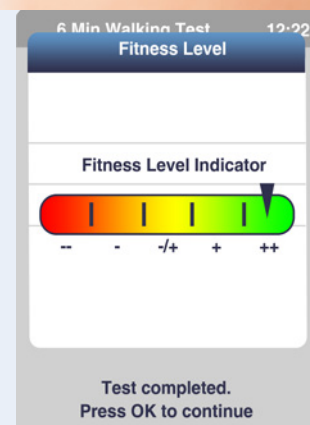 6 Min Walking Test 12:22
Fitness Level
Fitness Level Indicator
-- - -/+ + ++
Test completed.
Press OK to continue